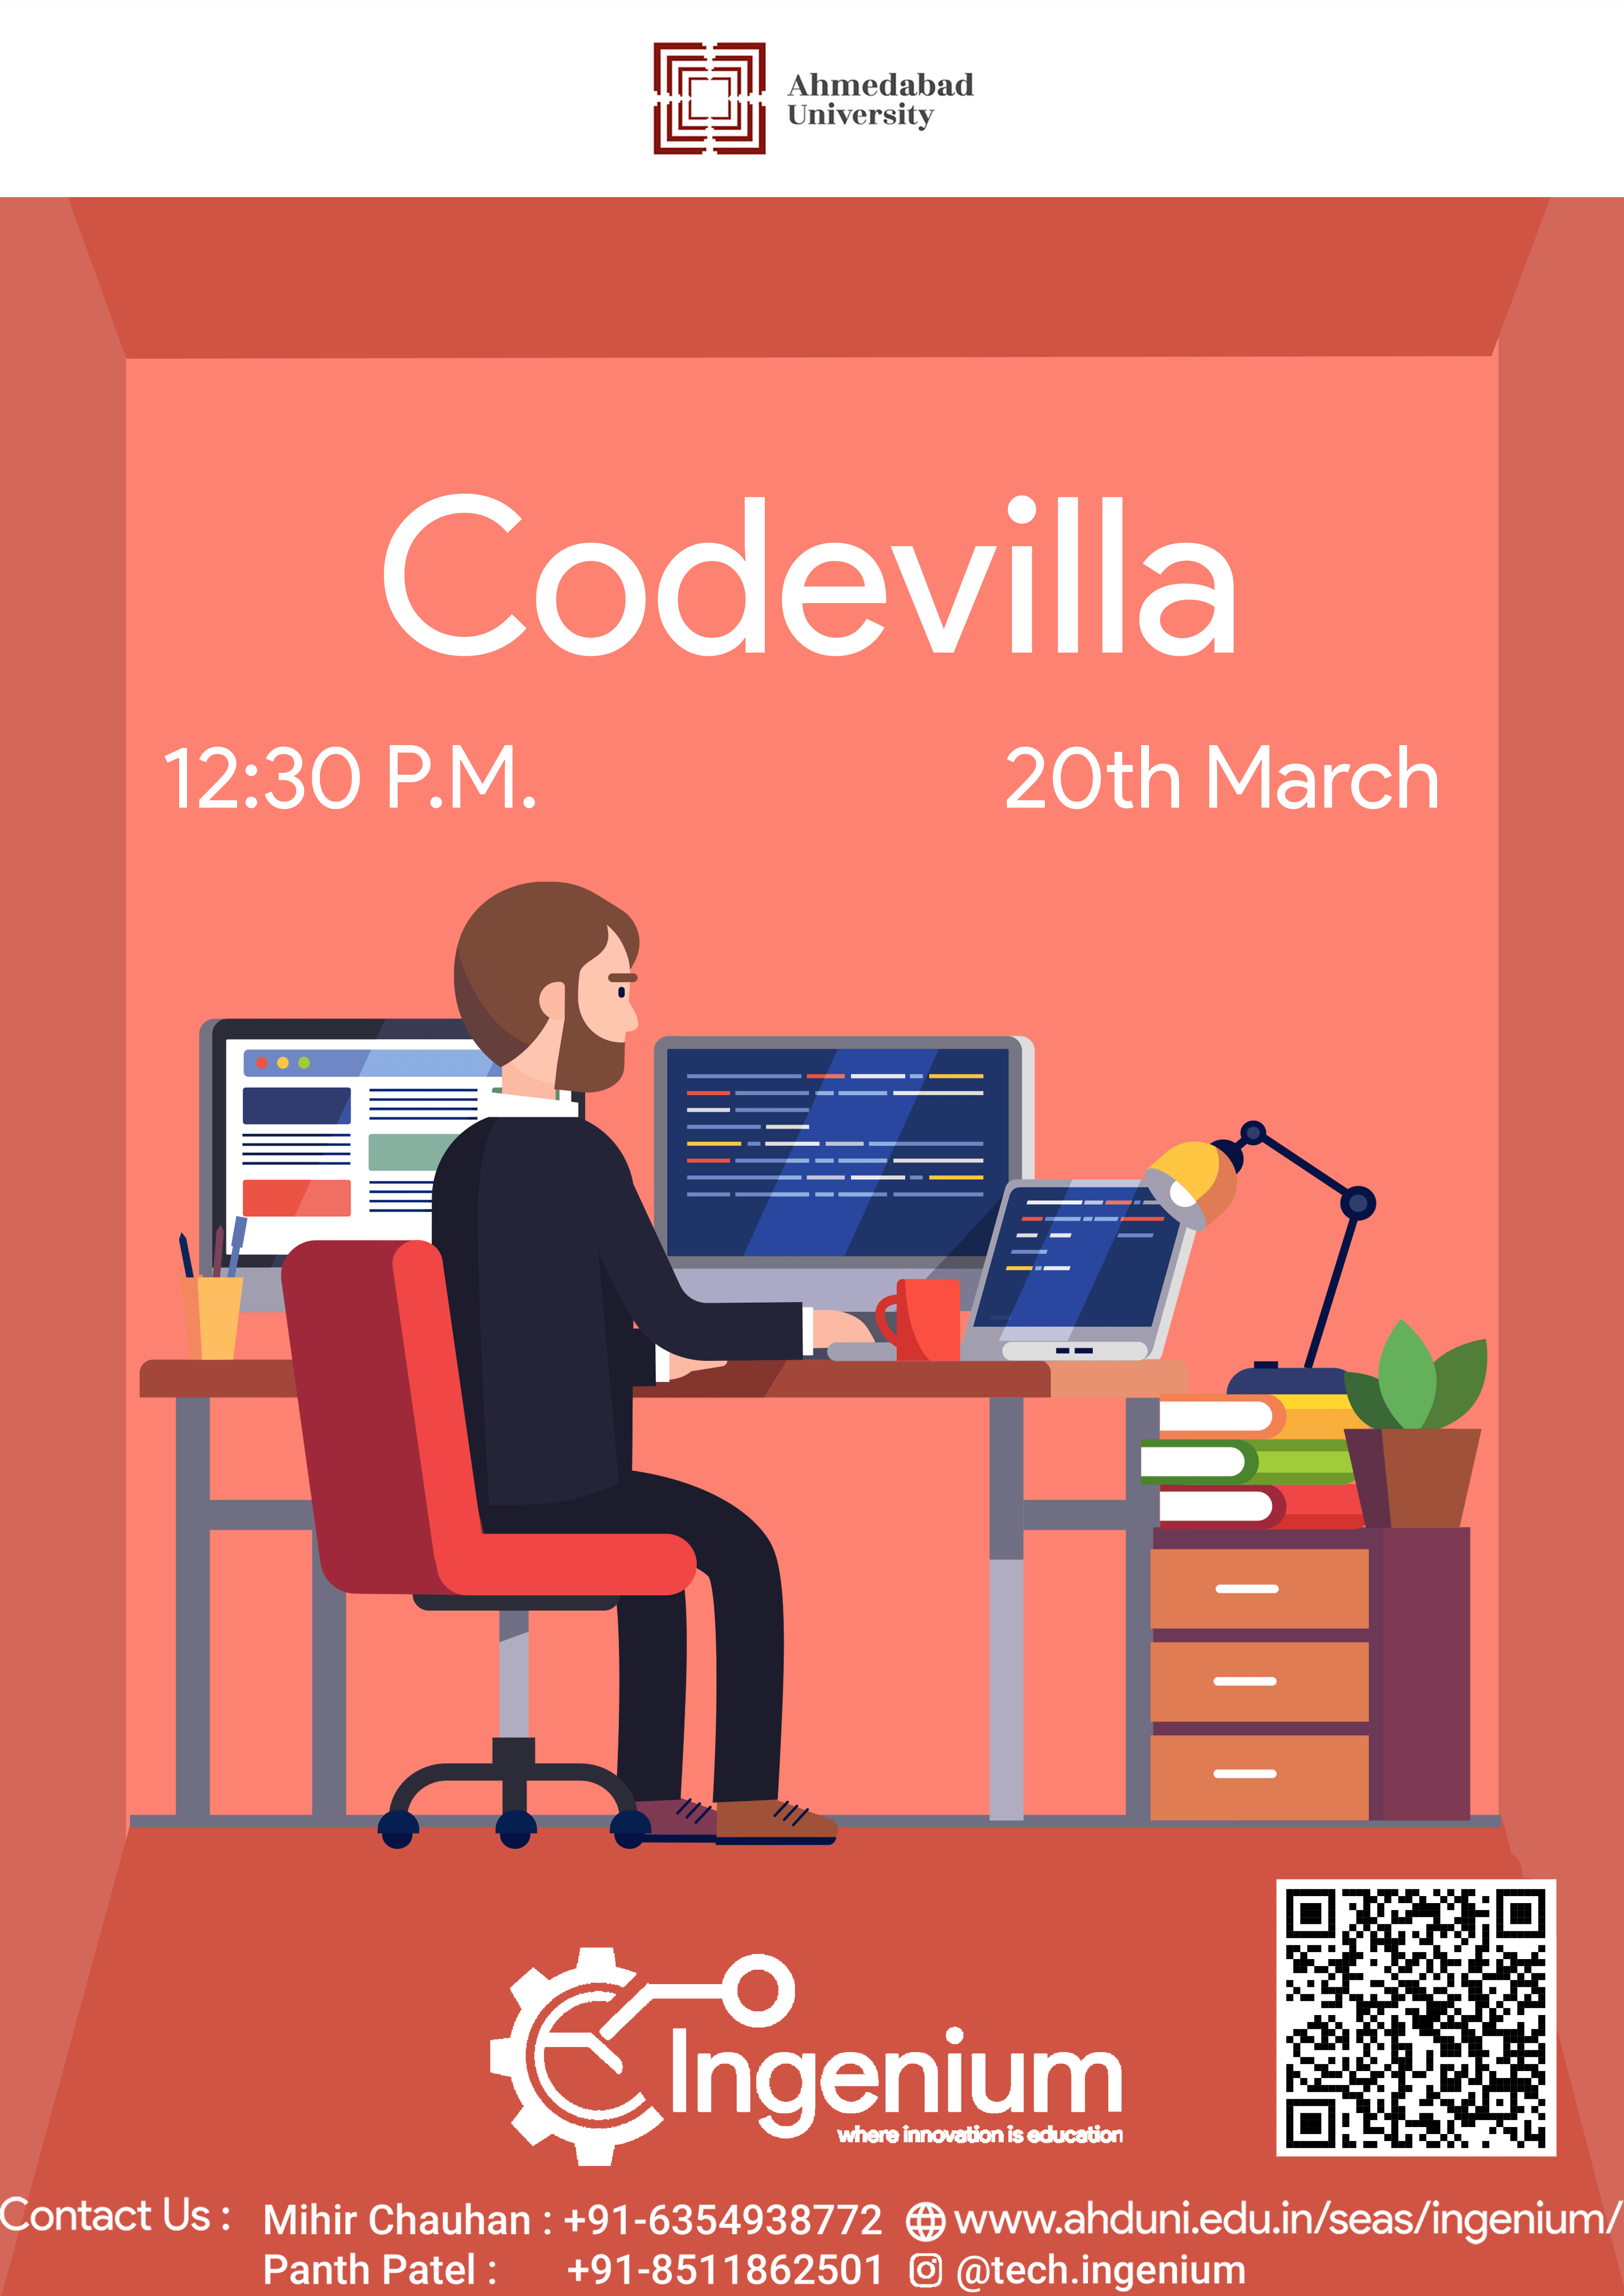 Ahmedabad
University
Codevilla
12:30 P.M.
20th March
Ingenium
where innovation is education
Contact Us : Mihir Chauhan : +91-6354938772 www.ahduni.edu.in/seas/ingenium/
Panth Patel : +91-8511862501 @tech.ingenium